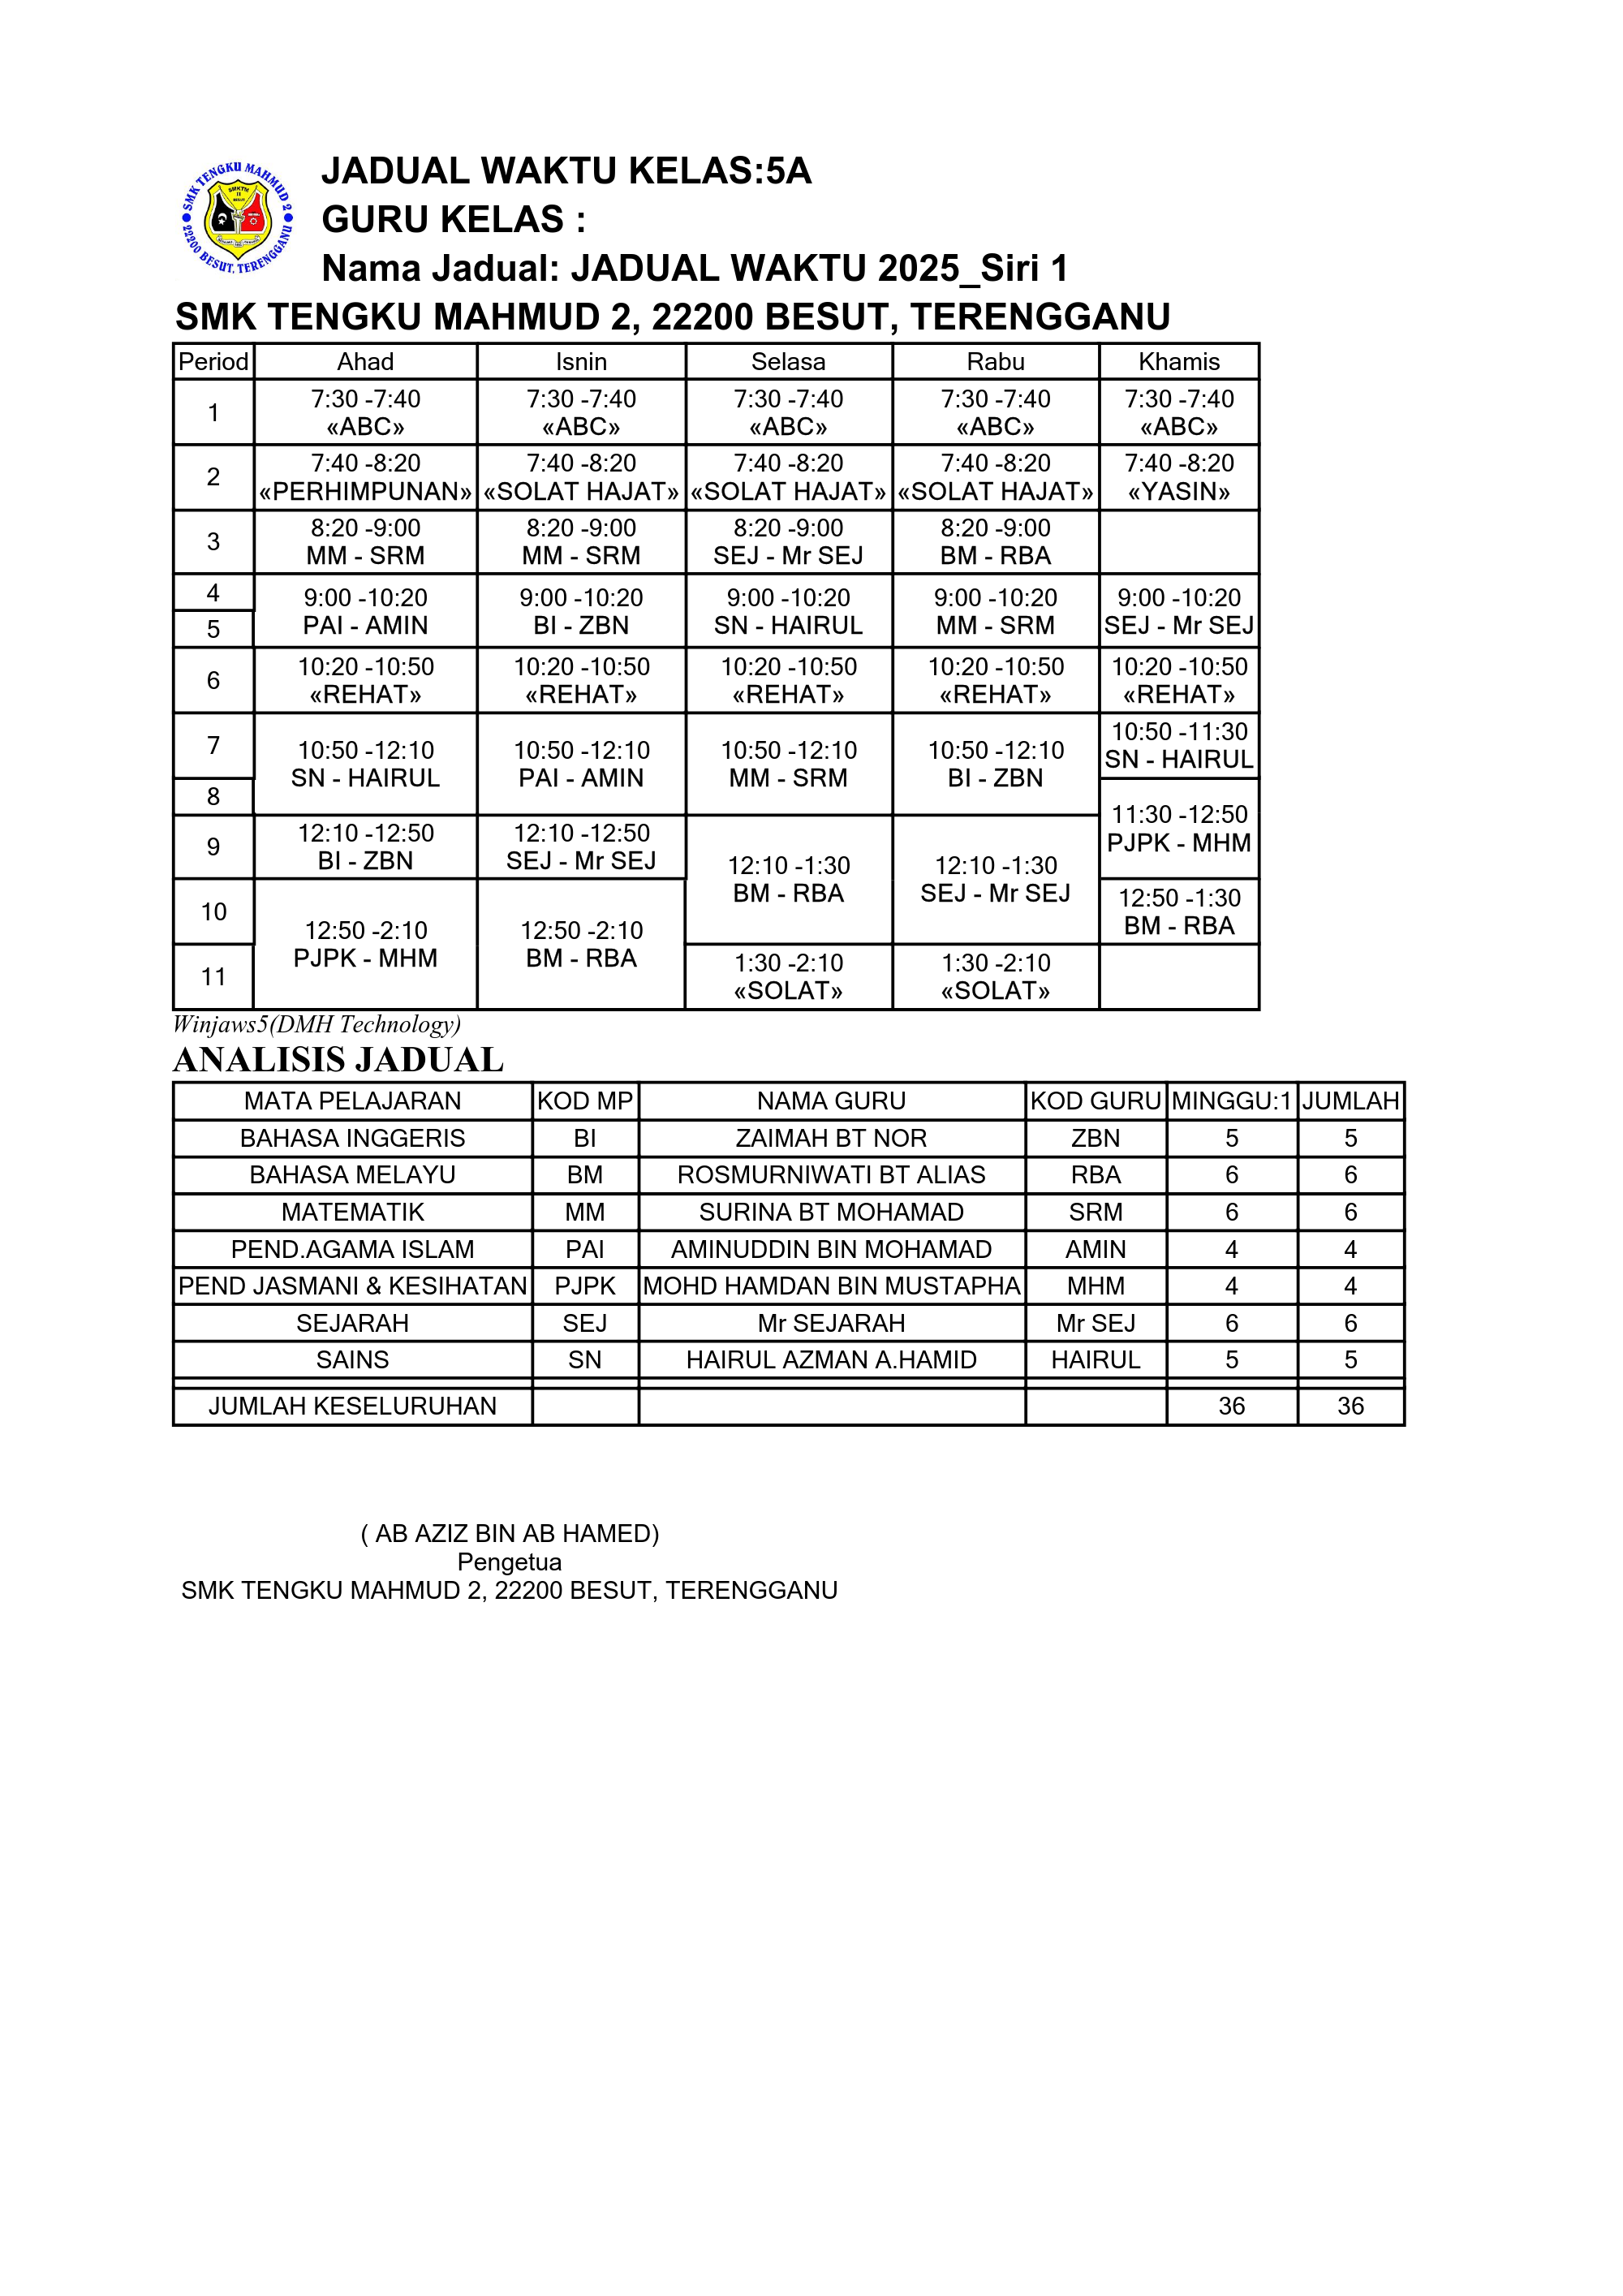 SMK TENGKU MAHMUD 2
22200 BESUT, TERENGGANU
JADUAL WAKTU KELAS:5A
GURU KELAS :
Nama Jadual: JADUAL WAKTU 2025_Siri 1
SMK TENGKU MAHMUD 2, 22200 BESUT, TERENGGANU
Period Ahad Isnin Selasa Rabu Khamis
1 7:30 -7:40 7:30 -7:40 7:30 -7:40 7:30 -7:40 7:30 -7:40
«ABC» «ABC» «ABC» «ABC» «ABC»
2 7:40 -8:20 7:40 -8:20 7:40 -8:20 7:40 -8:20 7:40 -8:20
«PERHIMPUNAN» «SOLAT HAJAT» «SOLAT HAJAT» «SOLAT HAJAT» «YASIN»
3 8:20 -9:00 8:20 -9:00 8:20 -9:00 8:20 -9:00
MM - SRM MM - SRM SEJ - Mr SEJ BM - RBA
4
9:00 -10:20 9:00 -10:20 9:00 -10:20 9:00 -10:20 9:00 -10:20
5 PAI - AMIN BI - ZBN SN - HAIRUL MM - SRM SEJ - Mr SEJ
6 10:20 -10:50 10:20 -10:50 10:20 -10:50 10:20 -10:50 10:20 -10:50
«REHAT» «REHAT» «REHAT» «REHAT» «REHAT»
7 10:50 -12:10 10:50 -12:10 10:50 -12:10 10:50 -12:10 10:50 -11:30
SN - HAIRUL PAI - AMIN MM - SRM BI - ZBN SN - HAIRUL
8 11:30 -12:50
PJPK - MHM
9 12:10 -12:50 12:10 -12:50 12:10 -1:30 12:10 -1:30
BI - ZBN SEJ - Mr SEJ BM - RBA SEJ - Mr SEJ
10 12:50 -2:10 12:50 -2:10 12:50 -1:30
PJPK - MHM BM - RBA BM - RBA
11 1:30 -2:10 1:30 -2:10
«SOLAT» «SOLAT»
Winjaws5(DMH Technology)
ANALISIS JADUAL
MATA PELAJARAN KOD MP NAMA GURU KOD GURU MINGGU:1 JUMLAH
BAHASA INGGERIS BI ZAIMAH BT NOR ZBN 5 5
BAHASA MELAYU BM ROSMURNIWATI BT ALIAS RBA 6 6
MATEMATIK MM SURINA BT MOHAMAD SRM 6 6
PEND.AGAMA ISLAM PAI AMINUDDIN BIN MOHAMAD AMIN 4 4
PEND JASMANI & KESIHATAN PJPK MOHD HAMDAN BIN MUSTAPHA MHM 4 4
SEJARAH SEJ Mr SEJARAH Mr SEJ 6 6
SAINS SN HAIRUL AZMAN A.HAMID HAIRUL 5 5
JUMLAH KESELURUHAN 36 36
( AB AZIZ BIN AB HAMED)
Pengetua
SMK TENGKU MAHMUD 2, 22200 BESUT, TERENGGANU